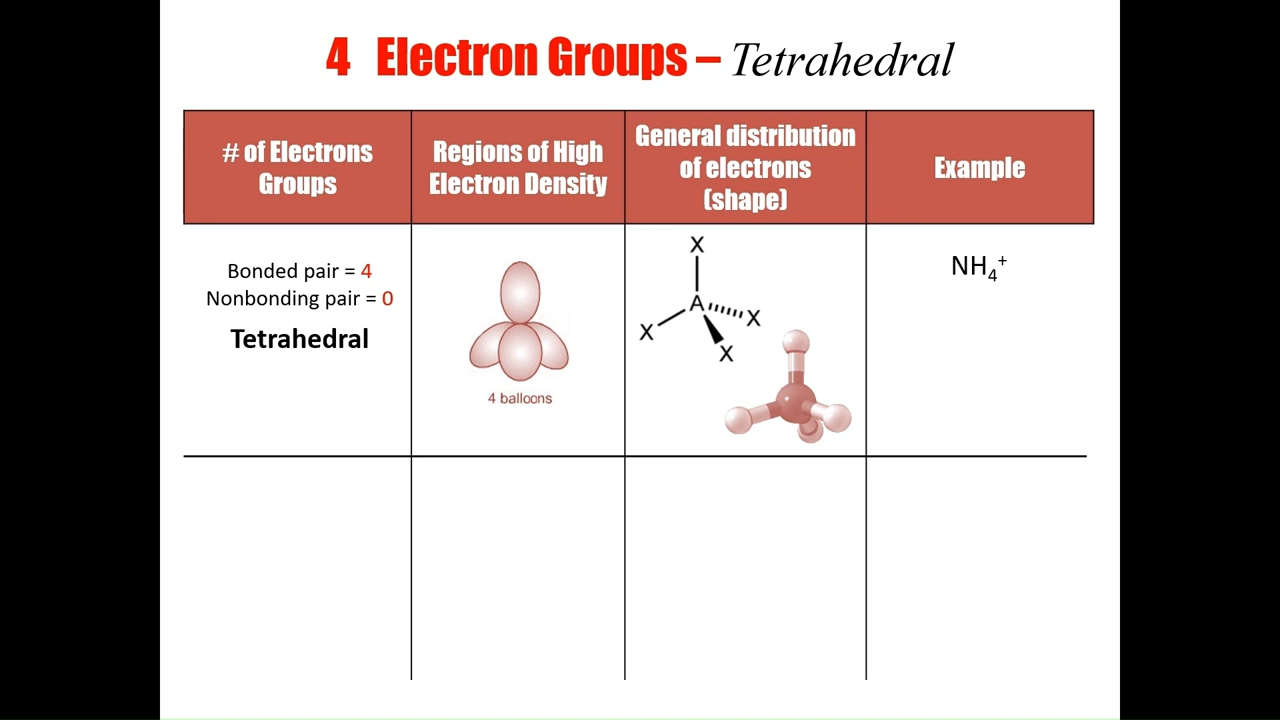 4 Electron Groups – Tetrahedral
# of Electrons
Groups
Regions of High
Electron Density
General distribution
of electrons
(shape)
Example
Bonded pair = 4
Nonbonding pair = 0
Tetrahedral
4 balloons
X
A
X
X
X
NH₄⁺